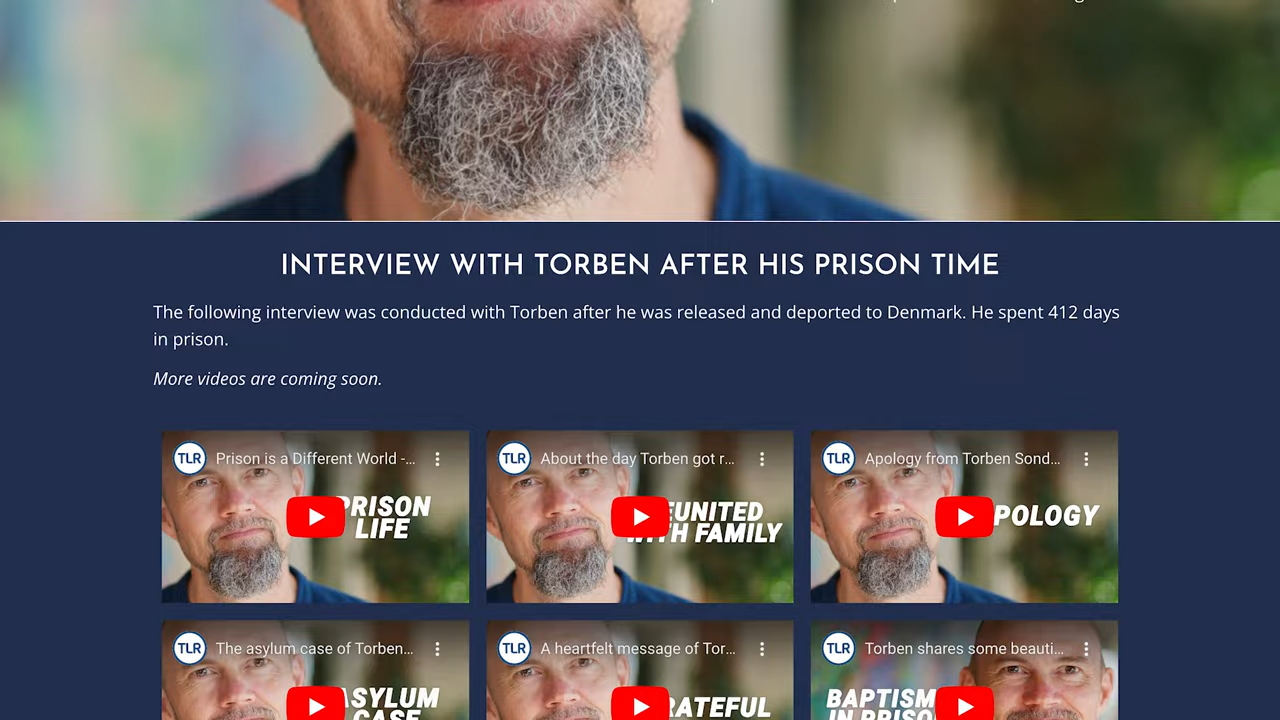 INTERVIEW WITH TORBEN AFTER HIS PRISON TIME
The following interview was conducted with Torben after he was released and deported to Denmark. He spent 412 days
in prison.
More videos are coming soon.
TLR Prison is a Different World -...
PRISON
LIFE
TLR About the day Torben got r...
EUNITED
WITH FAMILY
TLR Apology from Torben Sond...
POLOGY
TLR The asylum case of Torben...
ASYLUM
CASE
TLR A heartfelt message of Tor...
RATEFUL
TLR Torben shares some beauti...
BAPTISM
IN PRISO